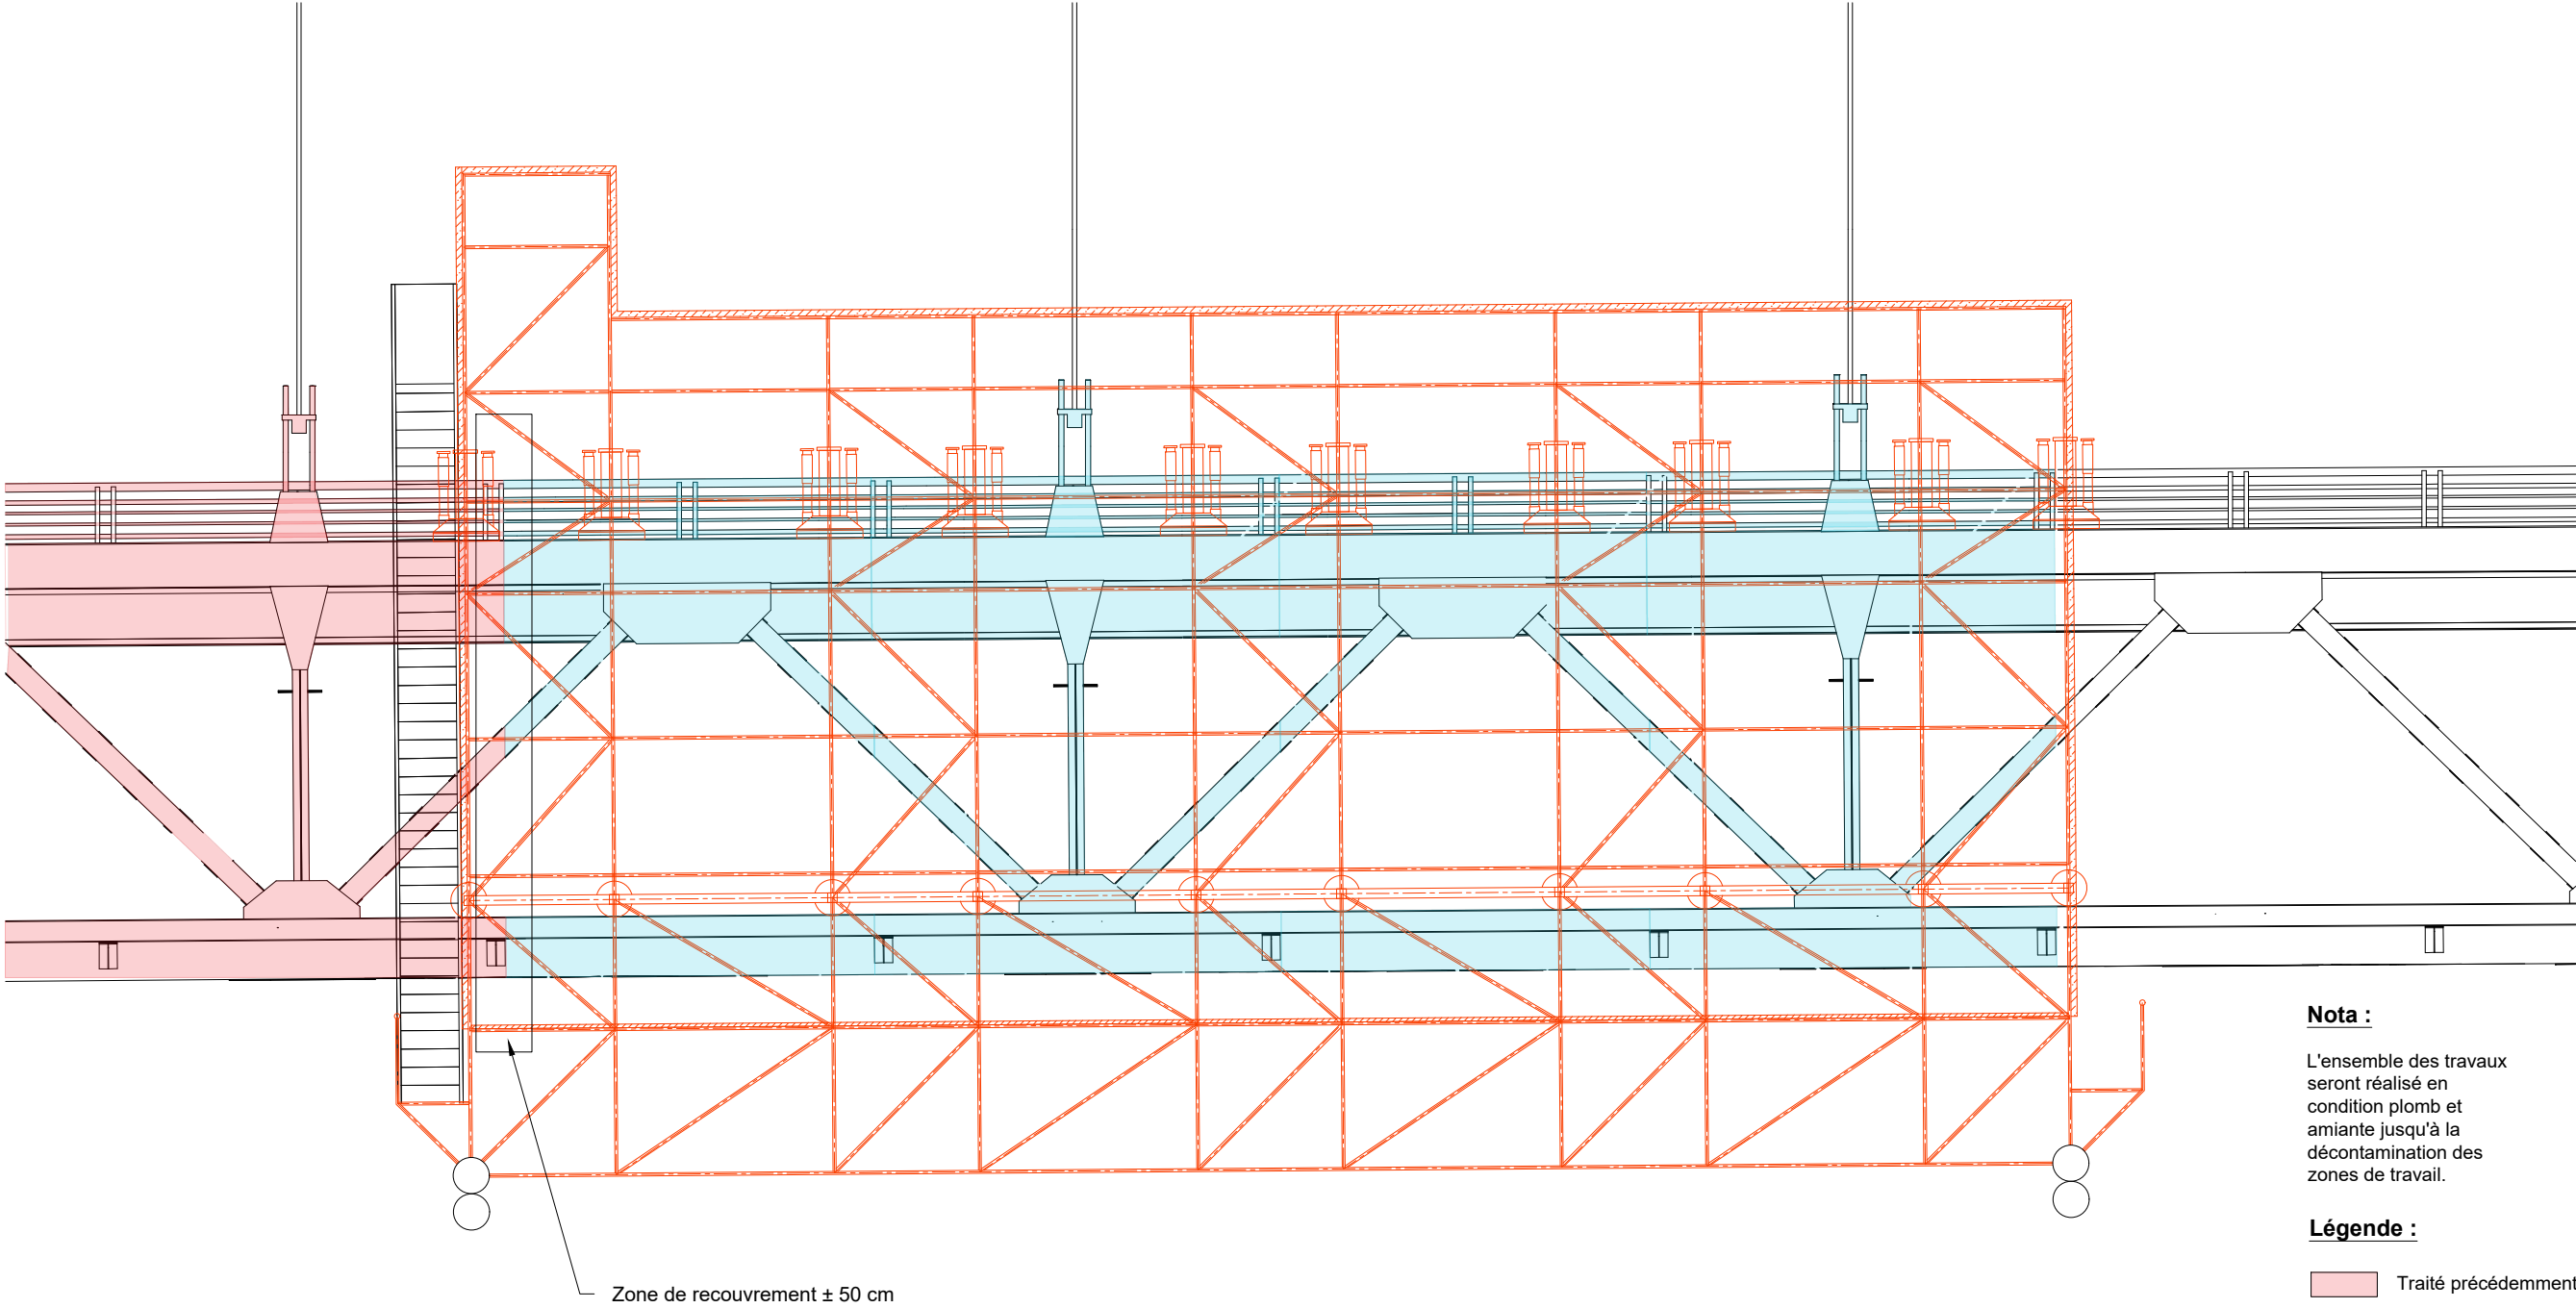 Nota :
L'ensemble des travaux
seront réalisé en
condition plomb et
amiante jusqu'à la
décontamination des
zones de travail.
Légende :
Traité précédemment
Zone de recouvrement ± 50 cm